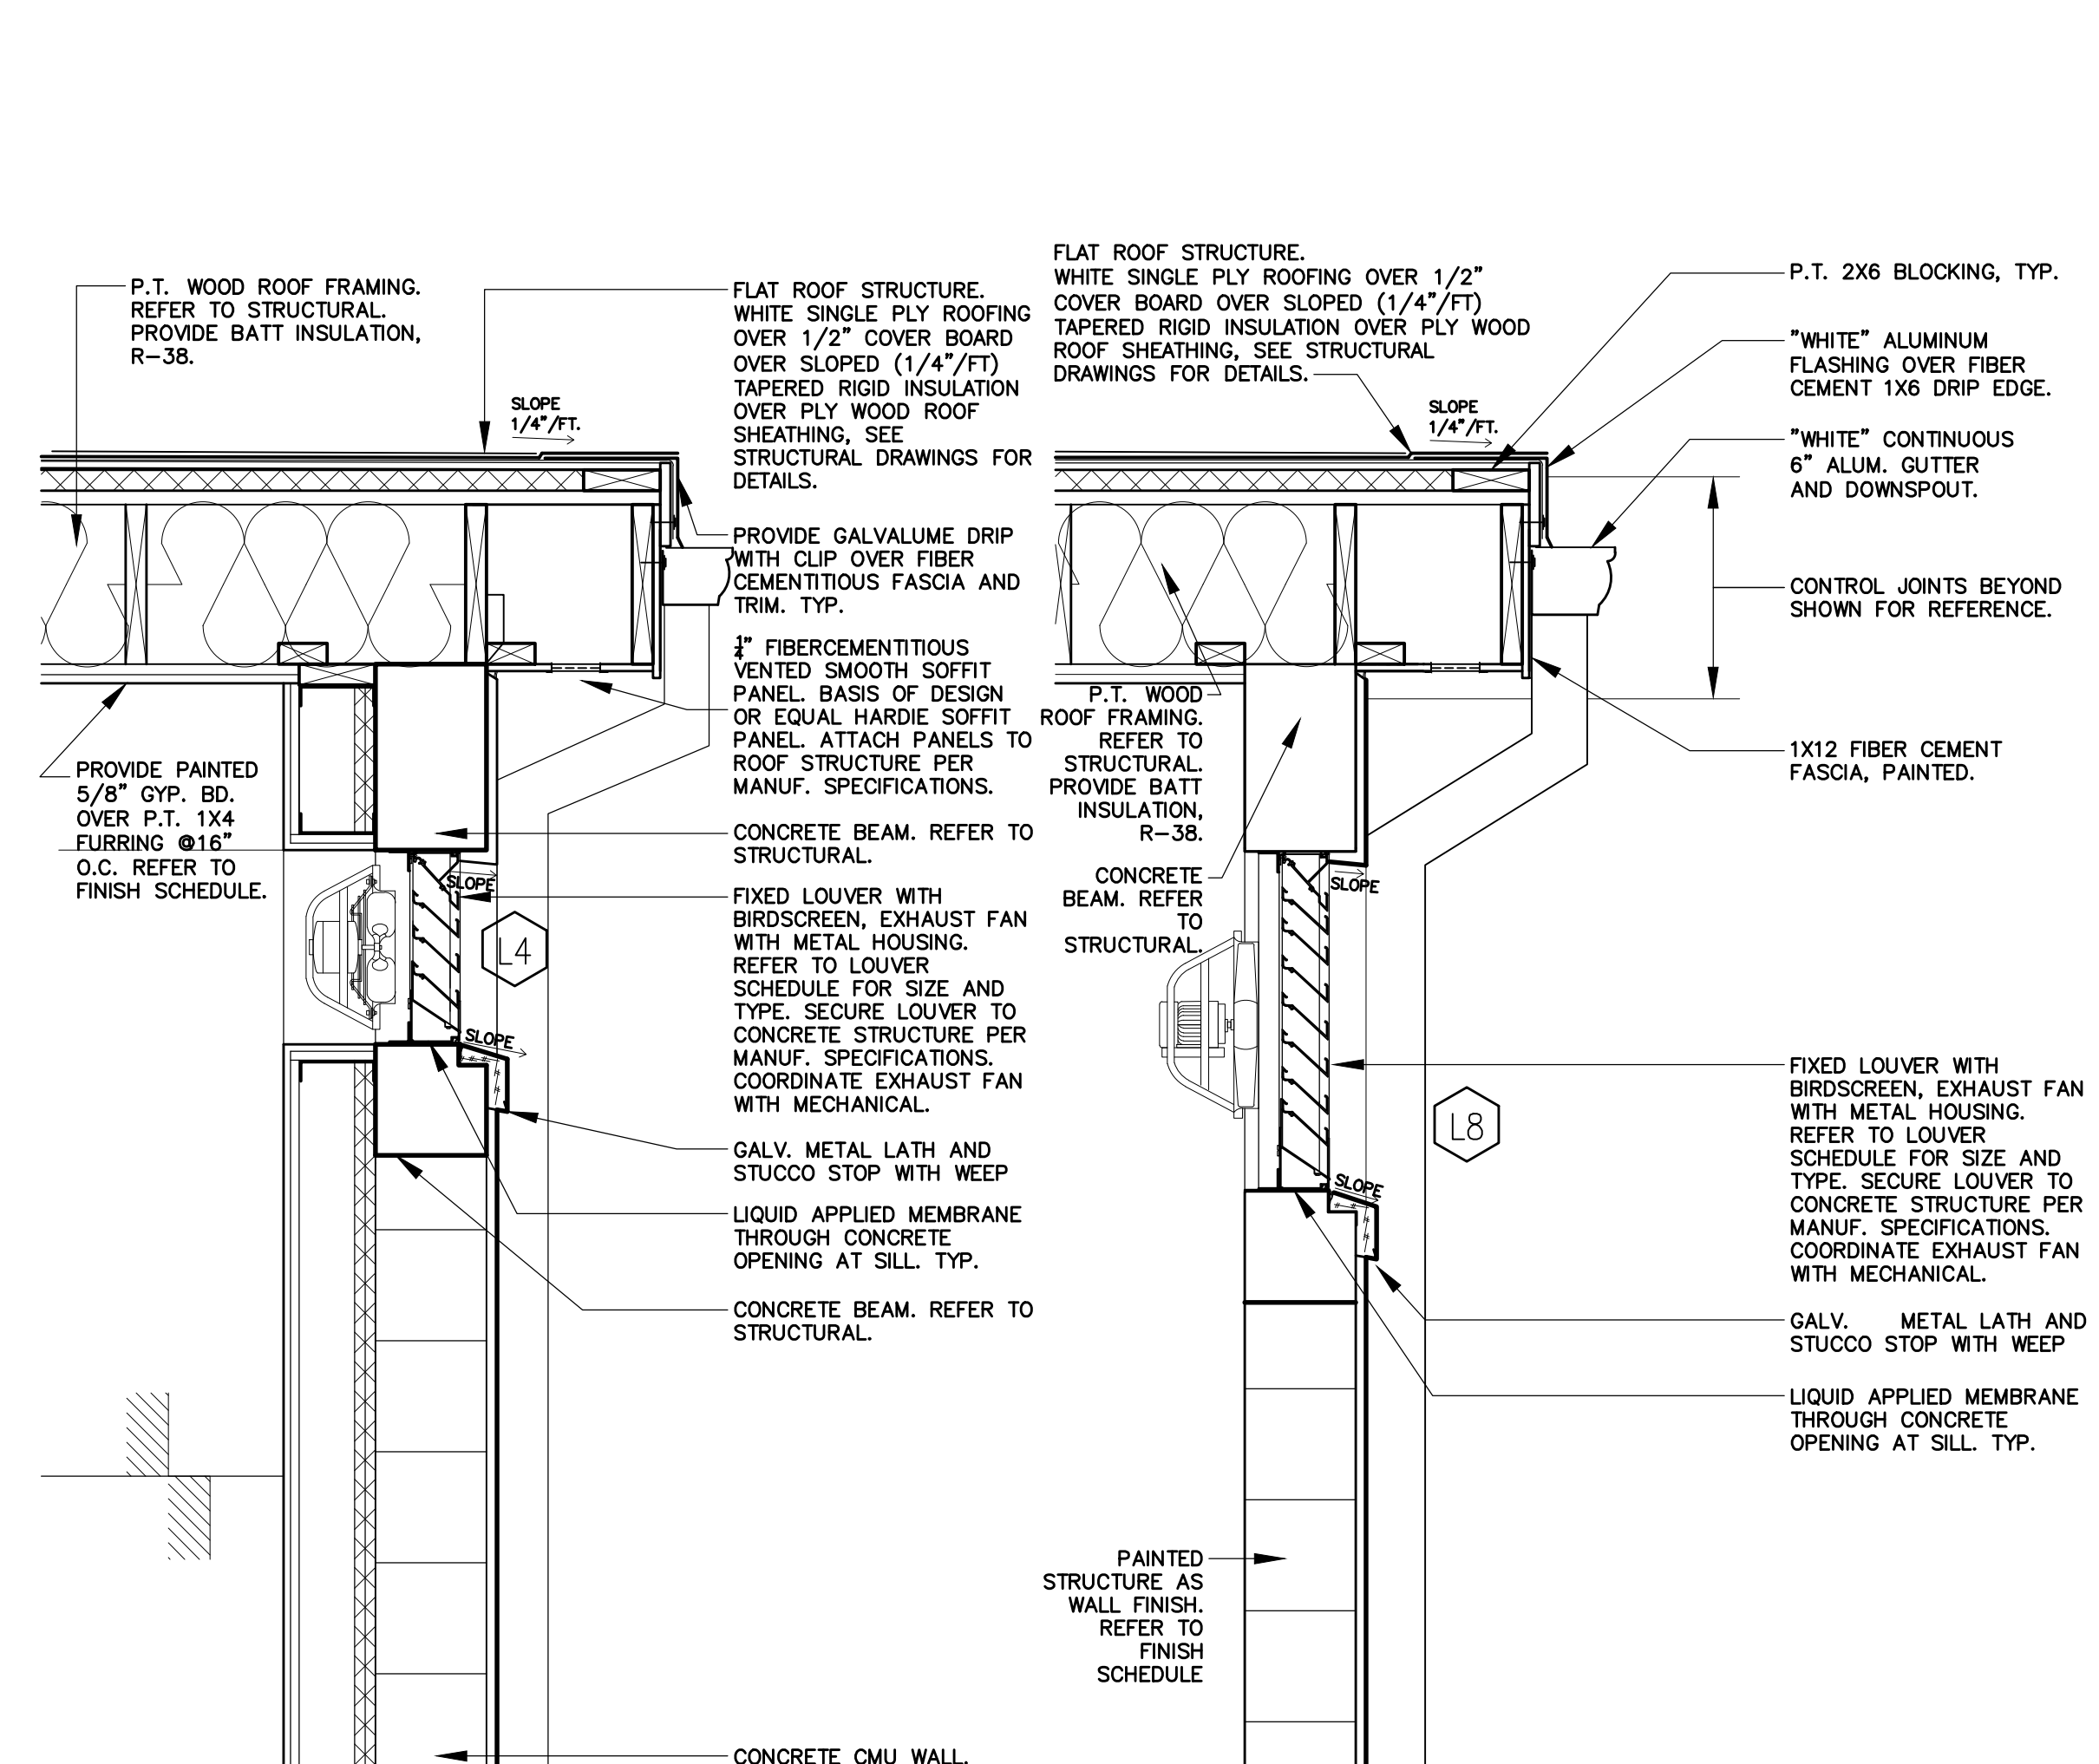 P.T. WOOD ROOF FRAMING.
REFER TO STRUCTURAL.
PROVIDE BATT INSULATION,
R-38.
SLOPE
1/4"/FT.
FLAT ROOF STRUCTURE.
WHITE SINGLE PLY ROOFING
OVER 1/2" COVER BOARD
OVER SLOPED (1/4"/FT)
TAPERED RIGID INSULATION
OVER PLY WOOD ROOF
SHEATHING, SEE
STRUCTURAL DRAWINGS FOR
DETAILS.
PROVIDE GALVALUME DRIP
WITH CLIP OVER FIBER
CEMENTITIOUS FASCIA AND
TRIM. TYP.
1/4" FIBERCEMENTITIOUS
VENTED SMOOTH SOFFIT
PANEL. BASIS OF DESIGN
OR EQUAL HARDIE SOFFIT
PANEL. ATTACH PANELS TO
ROOF STRUCTURE PER
MANUF. SPECIFICATIONS.
PROVIDE PAINTED
5/8" GYP. BD.
OVER P.T. 1X4
FURRING @16"
O.C. REFER TO
FINISH SCHEDULE.
CONCRETE BEAM. REFER TO
STRUCTURAL.
SLOPE
FIXED LOUVER WITH
BIRDSCREEN, EXHAUST FAN
WITH METAL HOUSING.
REFER TO LOUVER
SCHEDULE FOR SIZE AND
TYPE. SECURE LOUVER TO
CONCRETE STRUCTURE PER
MANUF. SPECIFICATIONS.
COORDINATE EXHAUST FAN
WITH MECHANICAL.
L4
SLOPE
GALV. METAL LATH AND
STUCCO STOP WITH WEEP
LIQUID APPLIED MEMBRANE
THROUGH CONCRETE
OPENING AT SILL. TYP.
CONCRETE BEAM. REFER TO
STRUCTURAL.
CONCRETE CMU WALL.
FLAT ROOF STRUCTURE.
WHITE SINGLE PLY ROOFING OVER 1/2"
COVER BOARD OVER SLOPED (1/4"/FT)
TAPERED RIGID INSULATION OVER PLY WOOD
ROOF SHEATHING, SEE STRUCTURAL
DRAWINGS FOR DETAILS.
SLOPE
1/4"/FT.
P.T. 2X6 BLOCKING, TYP.
"WHITE" ALUMINUM
FLASHING OVER FIBER
CEMENT 1X6 DRIP EDGE.
"WHITE" CONTINUOUS
6" ALUM. GUTTER
AND DOWNSPOUT.
CONTROL JOINTS BEYOND
SHOWN FOR REFERENCE.
P.T. WOOD
ROOF FRAMING.
REFER TO
STRUCTURAL.
PROVIDE BATT
INSULATION,
R-38.
1X12 FIBER CEMENT
FASCIA, PAINTED.
CONCRETE
BEAM. REFER
TO
STRUCTURAL.
SLOPE
FIXED LOUVER WITH
BIRDSCREEN, EXHAUST FAN
WITH METAL HOUSING.
REFER TO LOUVER
SCHEDULE FOR SIZE AND
TYPE. SECURE LOUVER TO
CONCRETE STRUCTURE PER
MANUF. SPECIFICATIONS.
COORDINATE EXHAUST FAN
WITH MECHANICAL.
L8
SLOPE
GALV. METAL LATH AND
STUCCO STOP WITH WEEP
LIQUID APPLIED MEMBRANE
THROUGH CONCRETE
OPENING AT SILL. TYP.
PAINTED
STRUCTURE AS
WALL FINISH.
REFER TO
FINISH
SCHEDULE